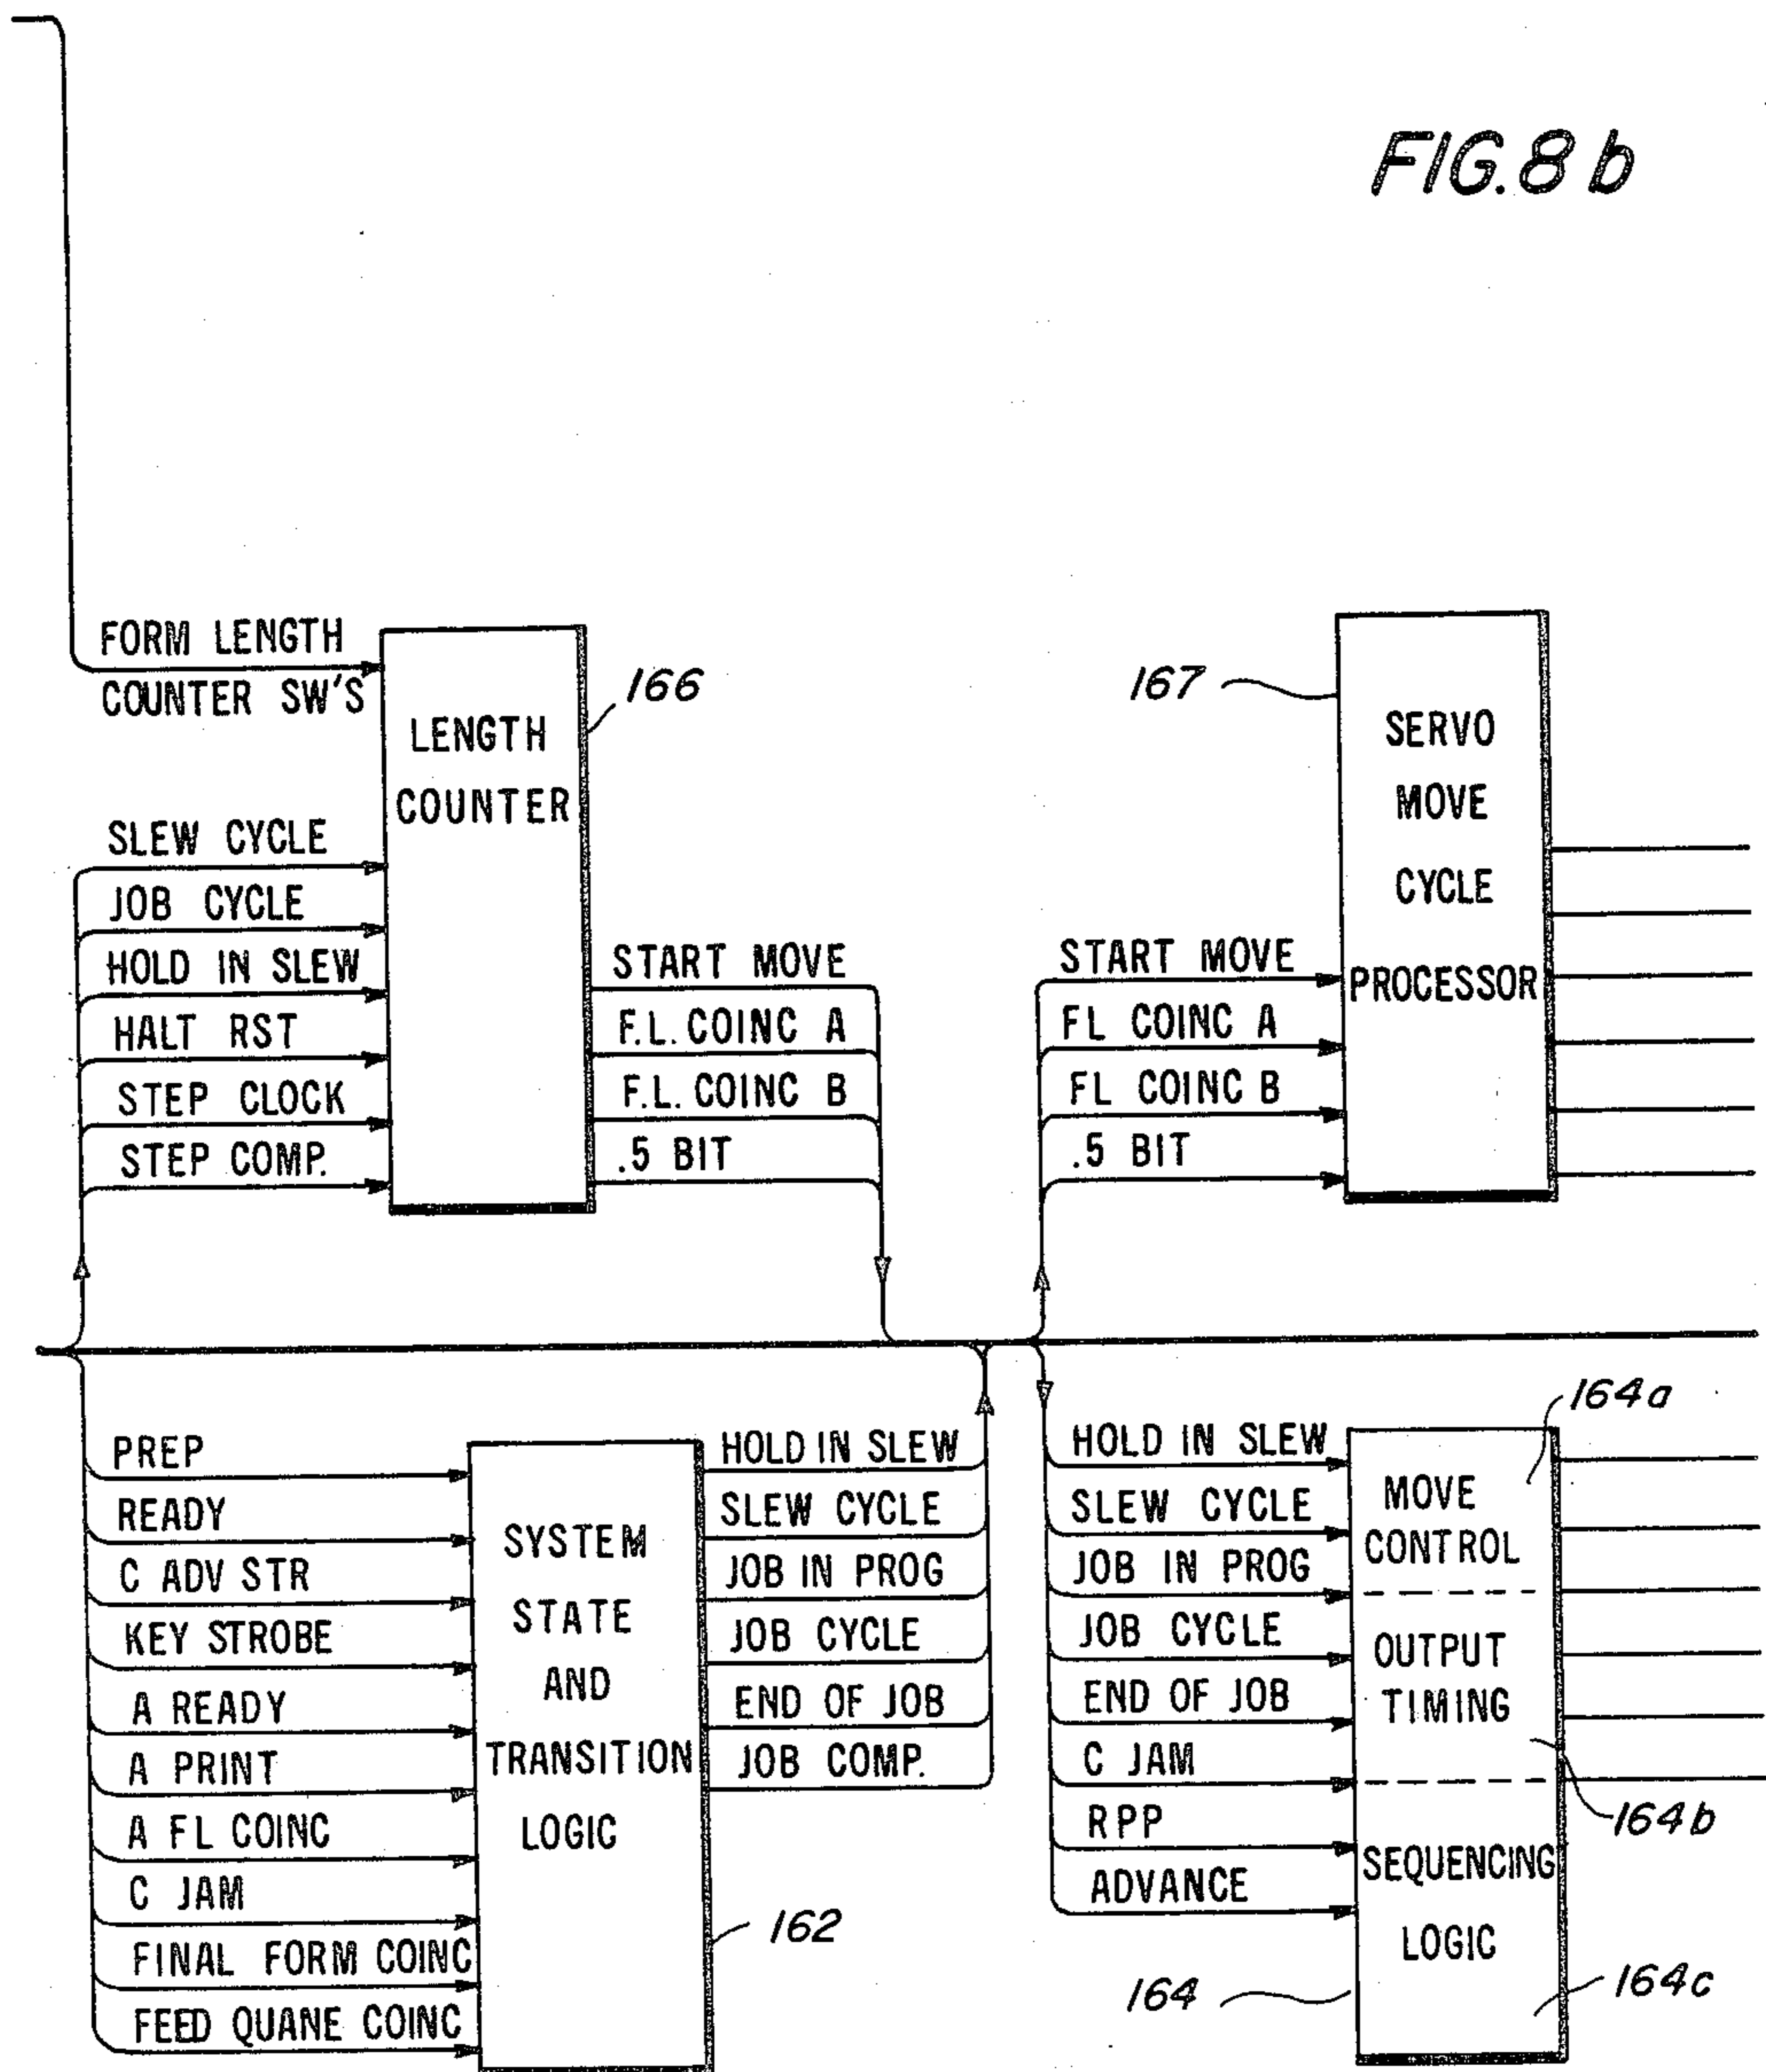 FIG. 8b
FORM LENGTH
COUNTER SW'S
166
LENGTH
COUNTER
SLEW CYCLE
JOB CYCLE
HOLD IN SLEW
HALT RST
STEP CLOCK
STEP COMP.
START MOVE
F.L. COINC A
F.L. COINC B
.5 BIT
167
SERVO
MOVE
CYCLE
PROCESSOR
START MOVE
FL COINC A
FL COINC B
.5 BIT
PREP
READY
C ADV STR
KEY STROBE
A READY
A PRINT
A FL COINC
C JAM
FINAL FORM COINC
FEED QUANE COINC
SYSTEM
STATE
AND
TRANSITION
LOGIC
162
HOLD IN SLEW
SLEW CYCLE
JOB IN PROG
JOB CYCLE
END OF JOB
JOB COMP.
HOLD IN SLEW
SLEW CYCLE
JOB IN PROG
JOB CYCLE
END OF JOB
C JAM
RPP
ADVANCE
164a
MOVE
CONTROL
OUTPUT
TIMING
164b
SEQUENCING
LOGIC
164
164c